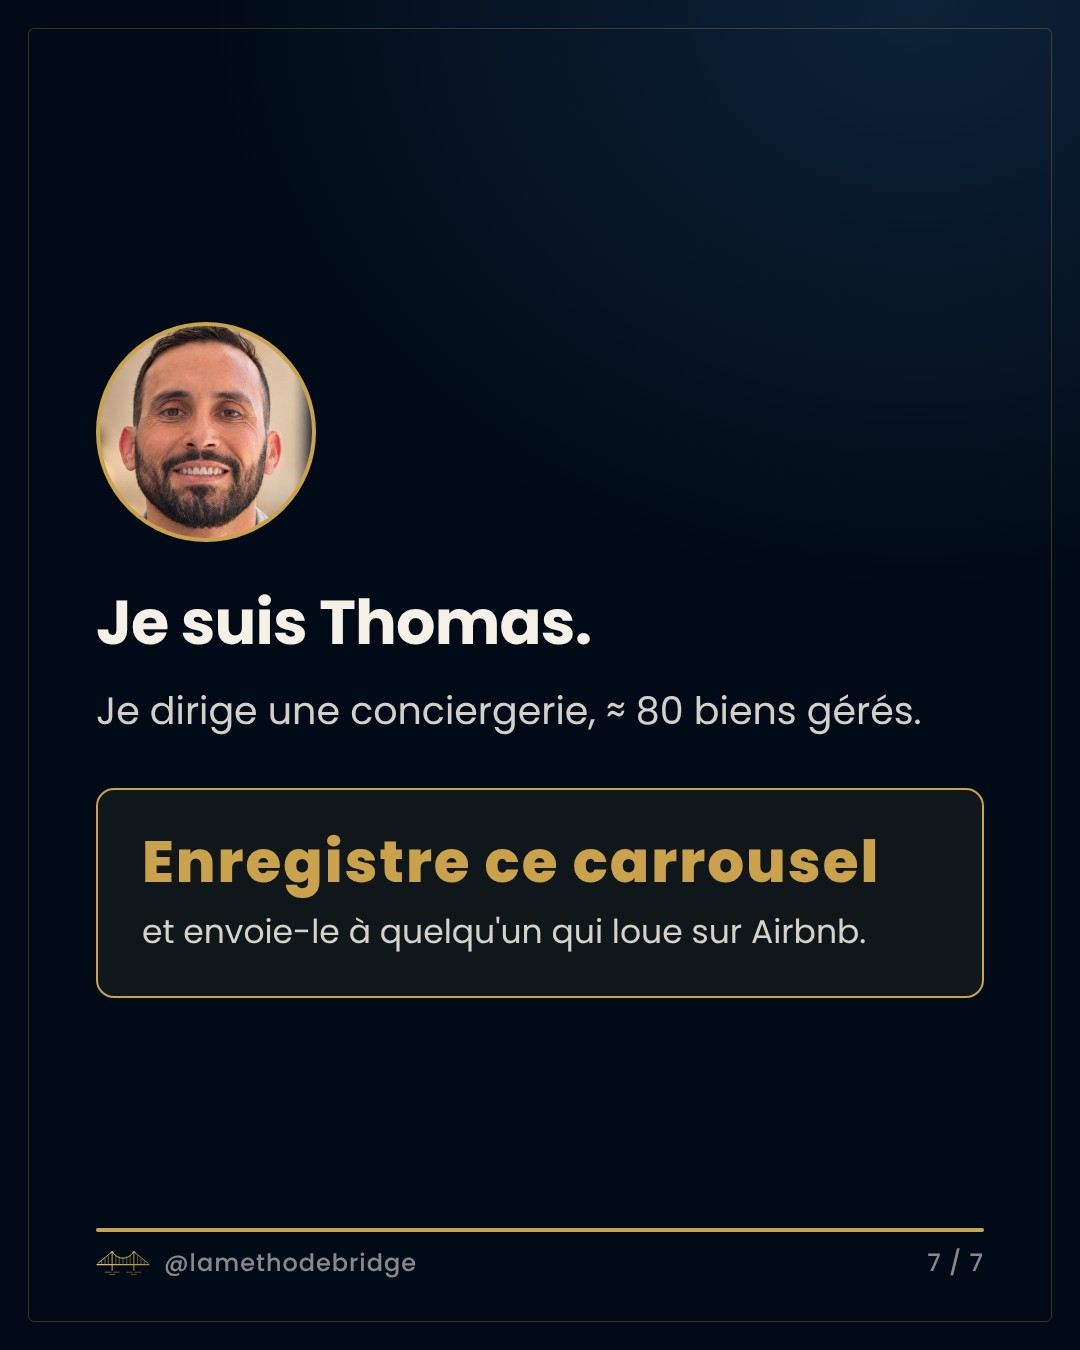 Je suis Thomas.
Je dirige une conciergerie, ≈ 80 biens gérés.
Enregistre ce carrousel
et envoie-le à quelqu'un qui loue sur Airbnb.
@lamethodebridge
7 / 7